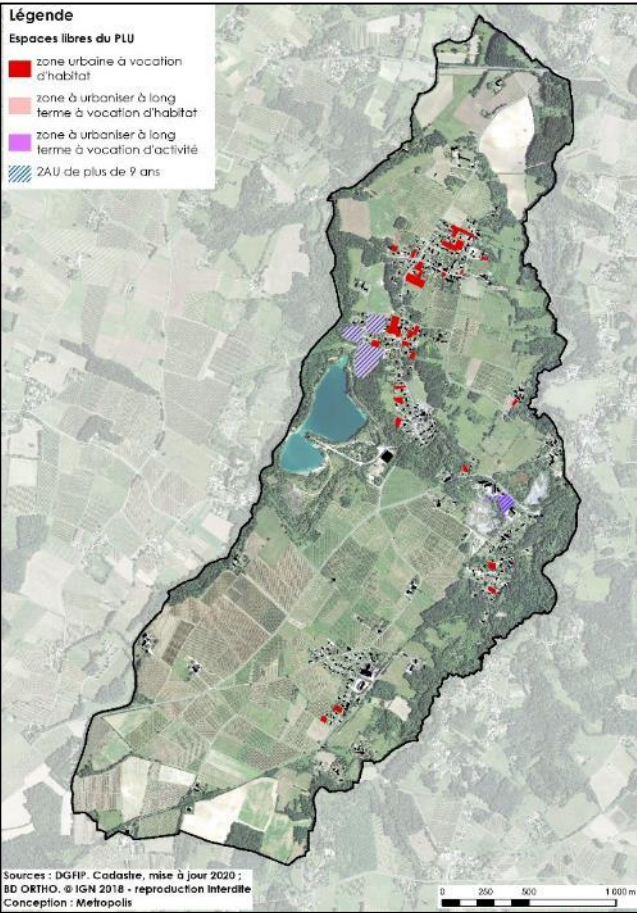 Légende
Espaces libres du PLU
zone urbaine à vocation
d'habitat
zone à urbaniser à long
terme à vocation d'habitat
zone à urbaniser à long
terme à vocation d'activité
2AU de plus de 9 ans
Sources : DGFIP. Cadastre, mise à jour 2020 ;
BD ORTHO. © IGN 2018 - reproduction interdite
Conception : Metropolis
0 250 500 1 000 m